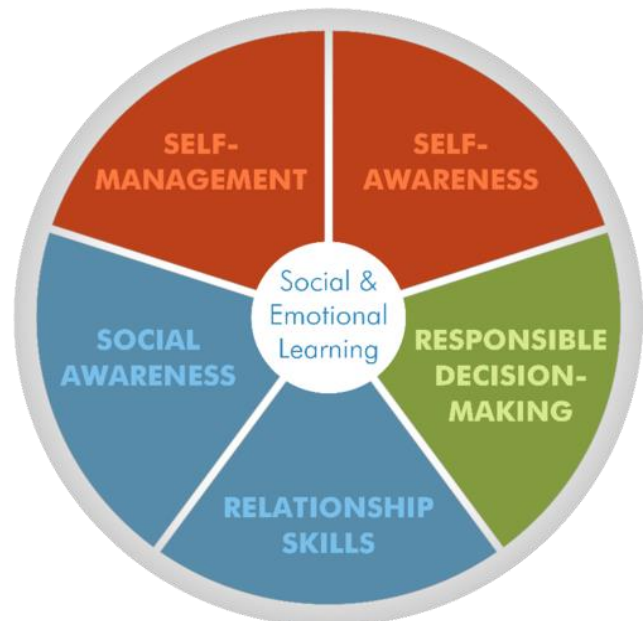 SELF-
MANAGEMENT
SELF-
AWARENESS
Social &
Emotional
Learning
SOCIAL
AWARENESS
RESPONSIBLE
DECISION-
MAKING
RELATIONSHIP
SKILLS